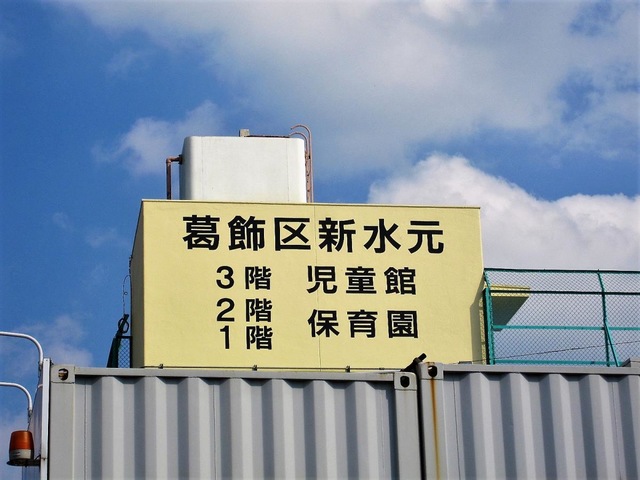 葛飾区新水元
3階 児童館
2階
1階 保育園